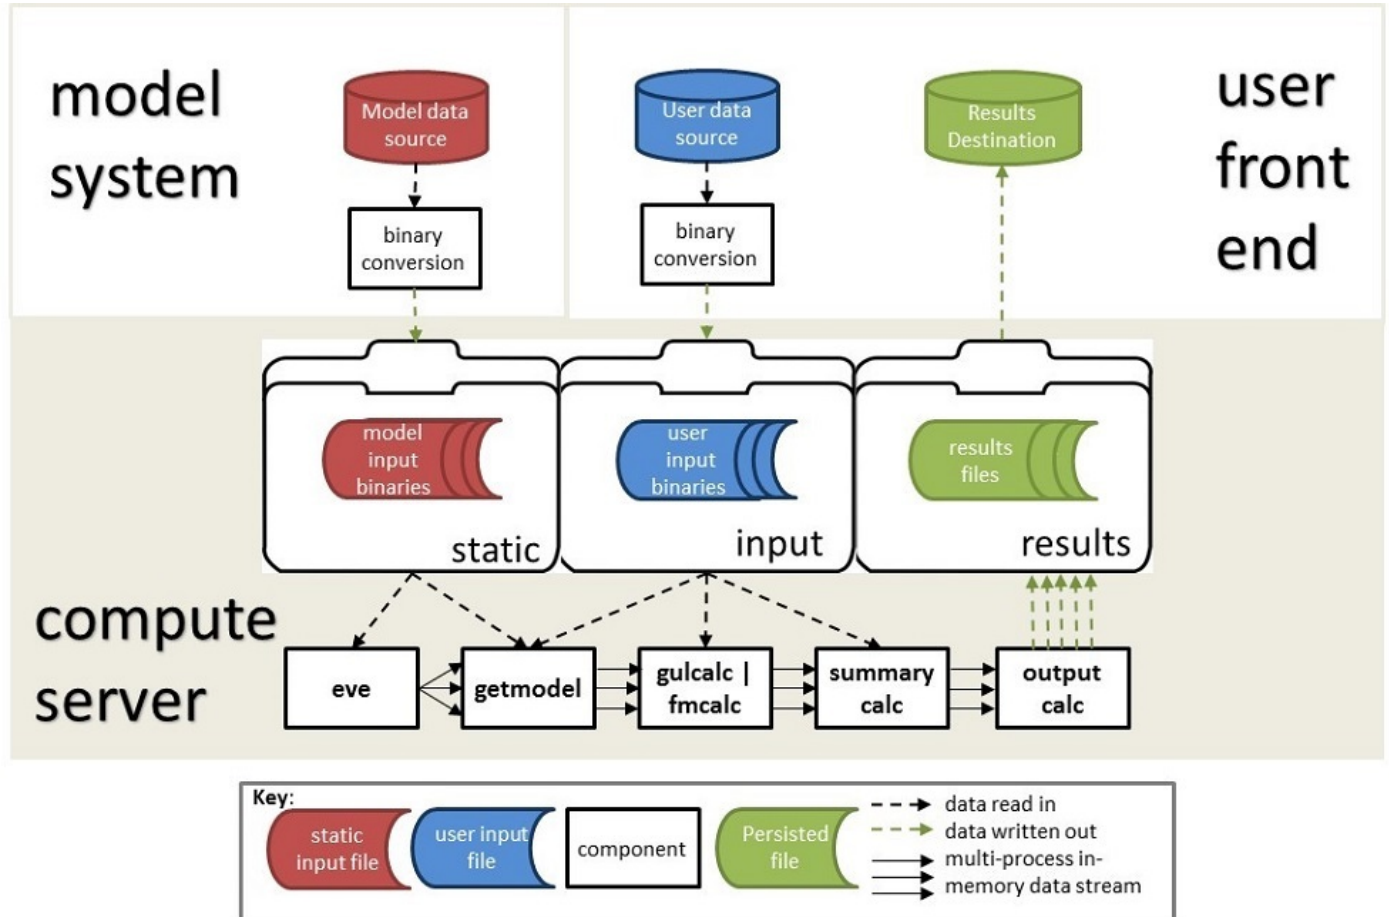 model
system
Model data
source
binary
conversion
User data
source
binary
conversion
Results
Destination
user
front
end
model
input
binaries
static
user
input
binaries
input
results
files
results
compute
server
eve
getmodel
gulcalc |
fmcalc
summary
calc
output
calc
Key:
static
input file
user input
file
component
Persisted
file
data read in
data written out
multi-process in-
memory data stream